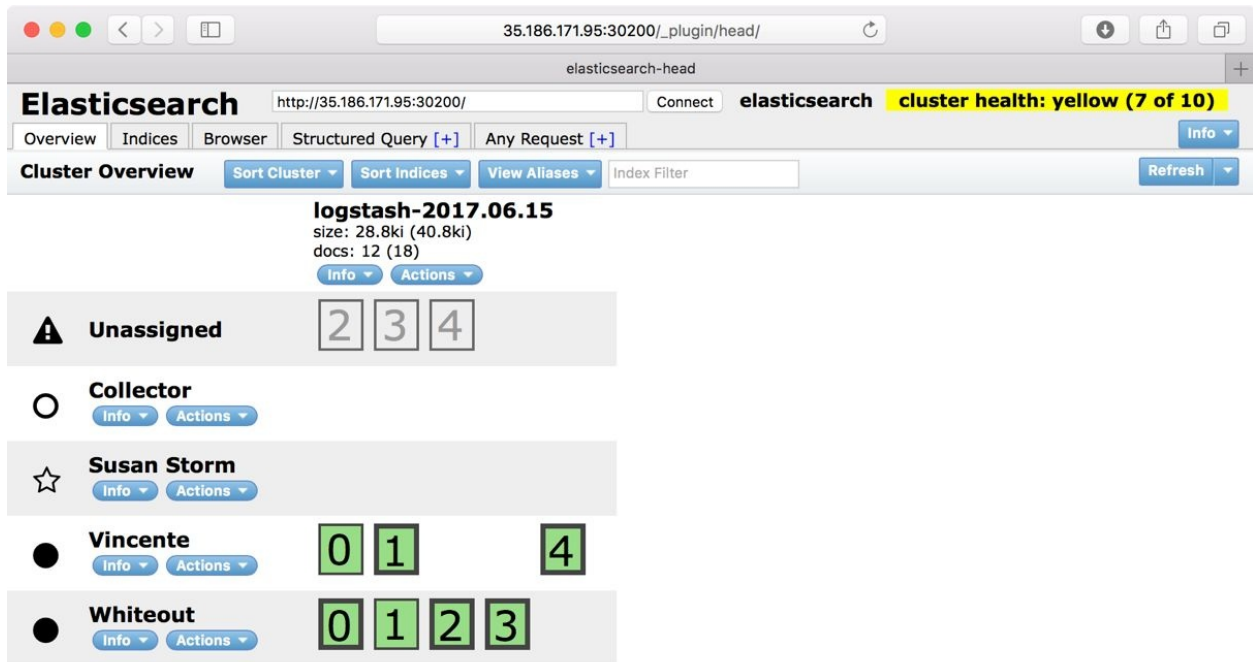 35.186.171.95:30200/_plugin/head/
elasticsearch-head
Elasticsearch http://35.186.171.95:30200/ Connect elasticsearch cluster health: yellow (7 of 10)
Overview Indices Browser Structured Query [+] Any Request [+] Info
Cluster Overview Sort Cluster Sort Indices View Aliases Index Filter Refresh
logstash-2017.06.15
size: 28.8ki (40.8ki)
docs: 12 (18)
Info Actions
Unassigned 2 3 4
Collector
Info Actions
Susan Storm
Info Actions
Vincente 0 1 4
Info Actions
Whiteout 0 1 2 3
Info Actions